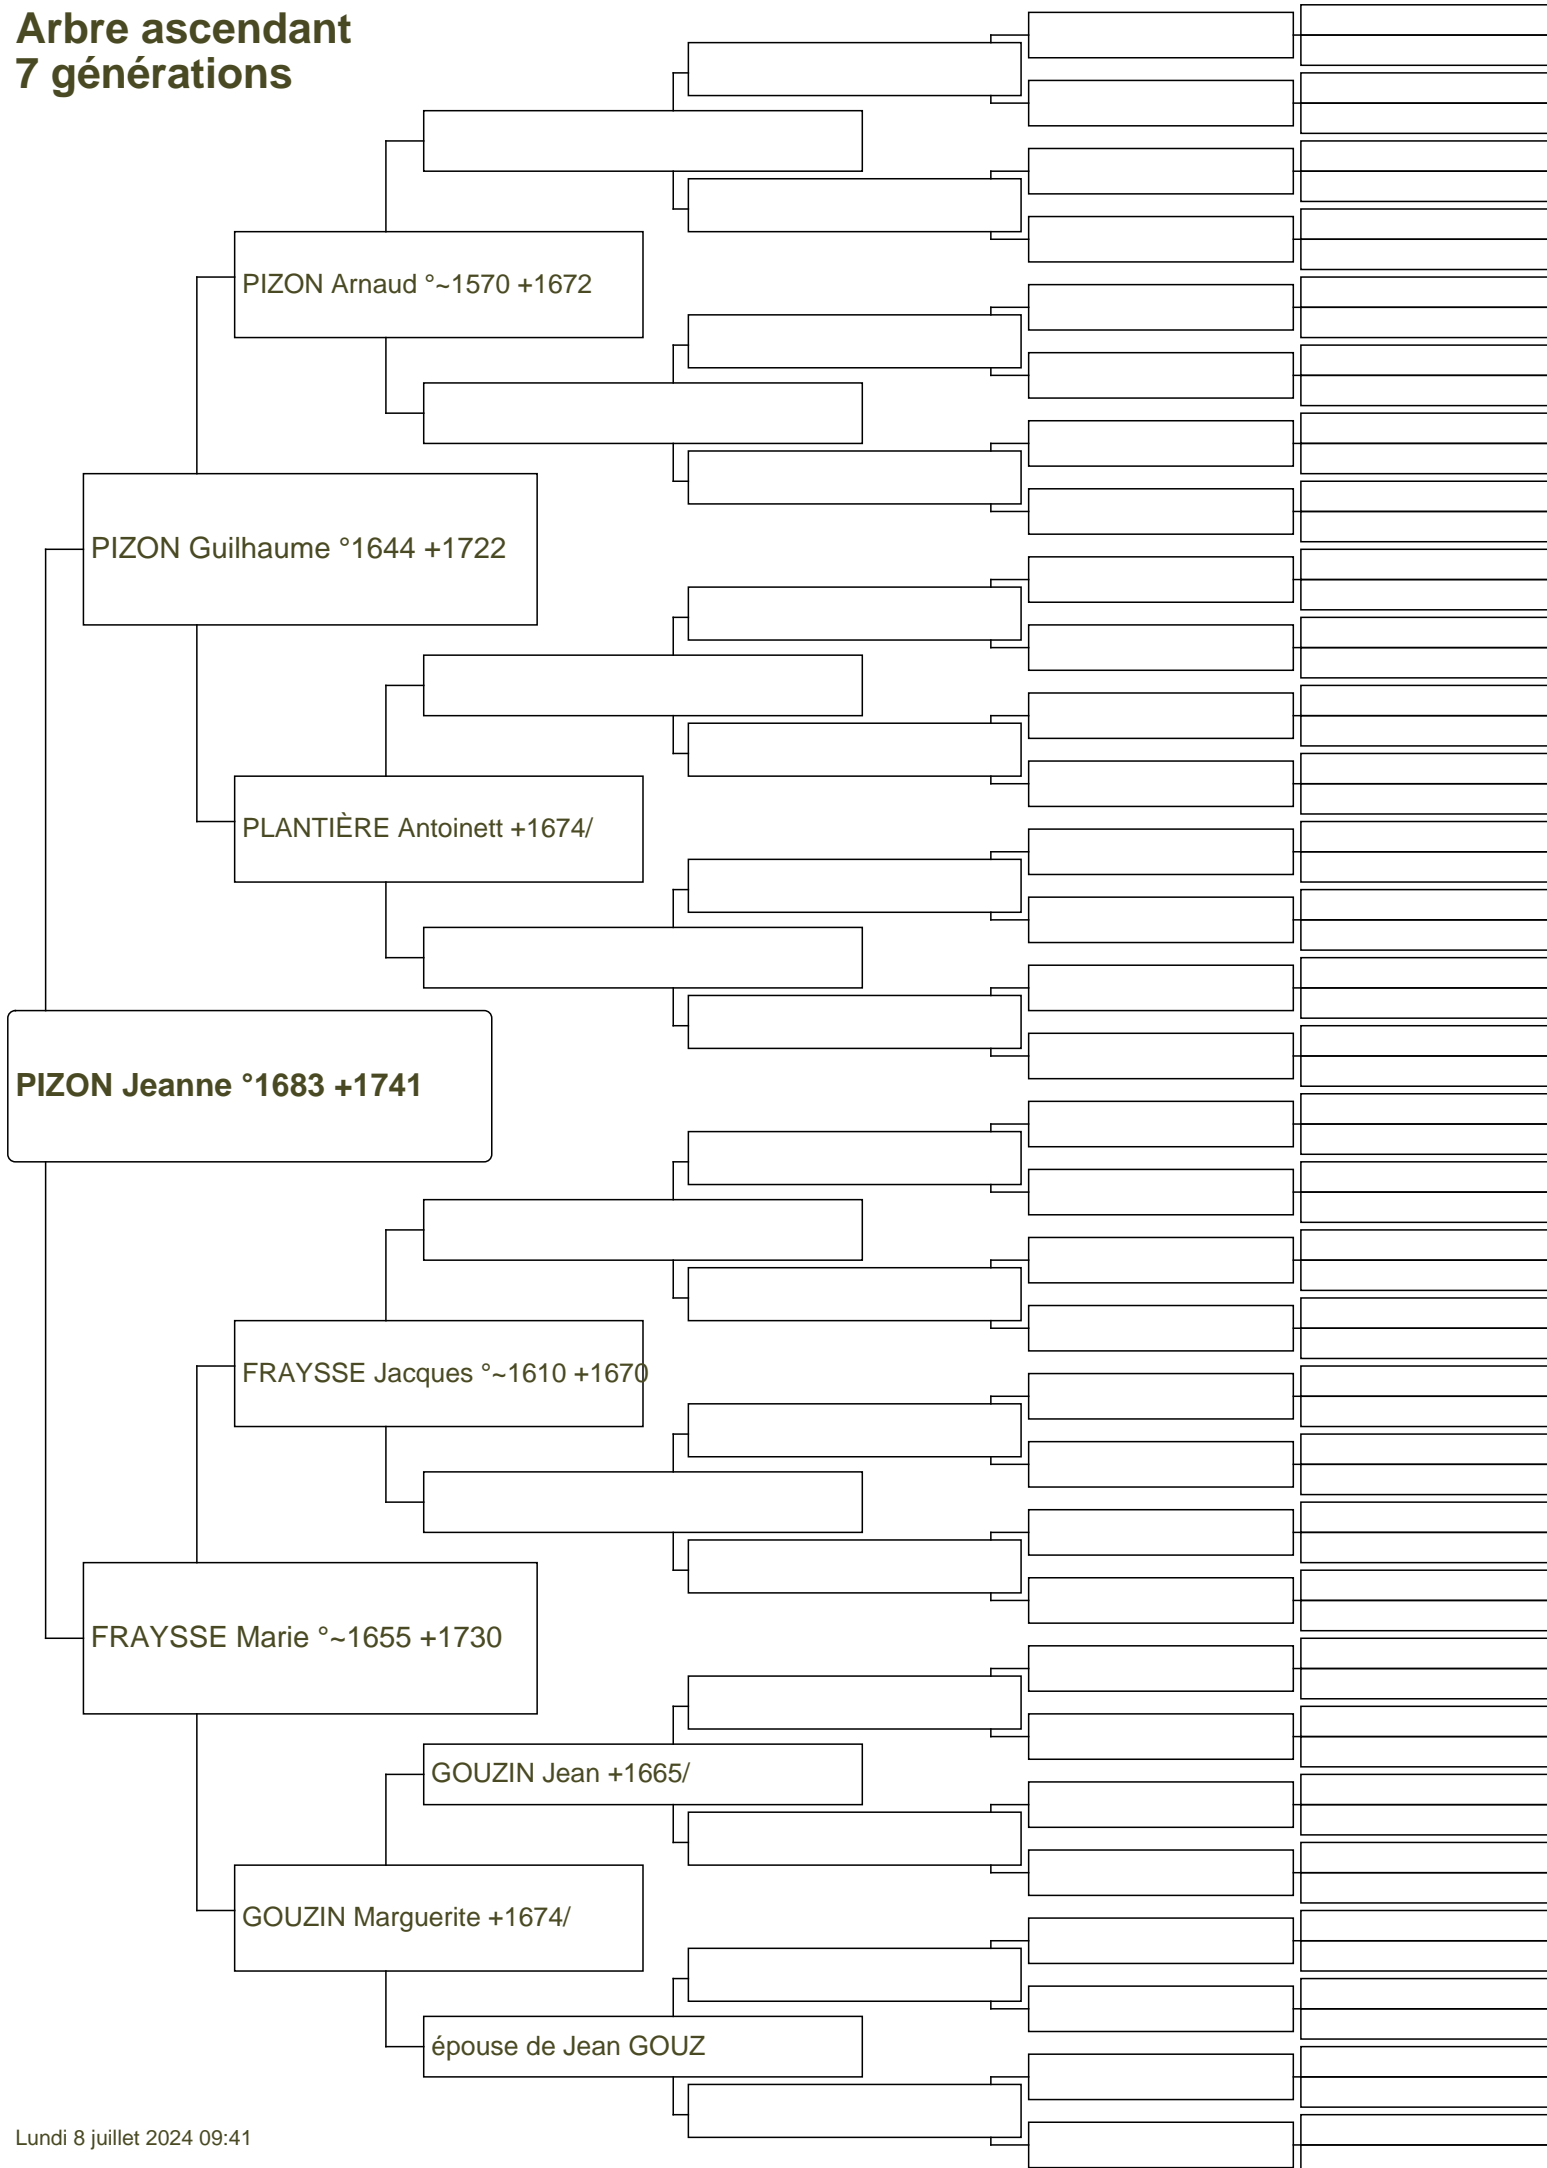 Arbre ascendant
7 générations
PIZON Arnaud °~1570 +1672
PIZON Guilhaume °1644 +1722
PLANTIÈRE Antoinett +1674/
PIZON Jeanne °1683 +1741
FRAYSSE Jacques °~1610 +1670
FRAYSSE Marie °~1655 +1730
GOUZIN Jean +1665/
GOUZIN Marguerite +1674/
épouse de Jean GOUZ
Lundi 8 juillet 2024 09:41